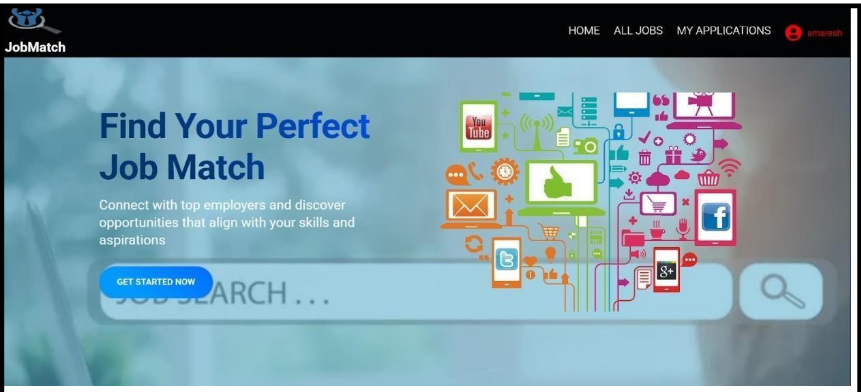 JobMatch
HOME ALL JOBS MY APPLICATIONS amaresh
Find Your Perfect
Job Match
Connect with top employers and discover
opportunities that align with your skills and
aspirations
GET STARTED NOW
JOB SEARCH ...
You
Tube
f
g+